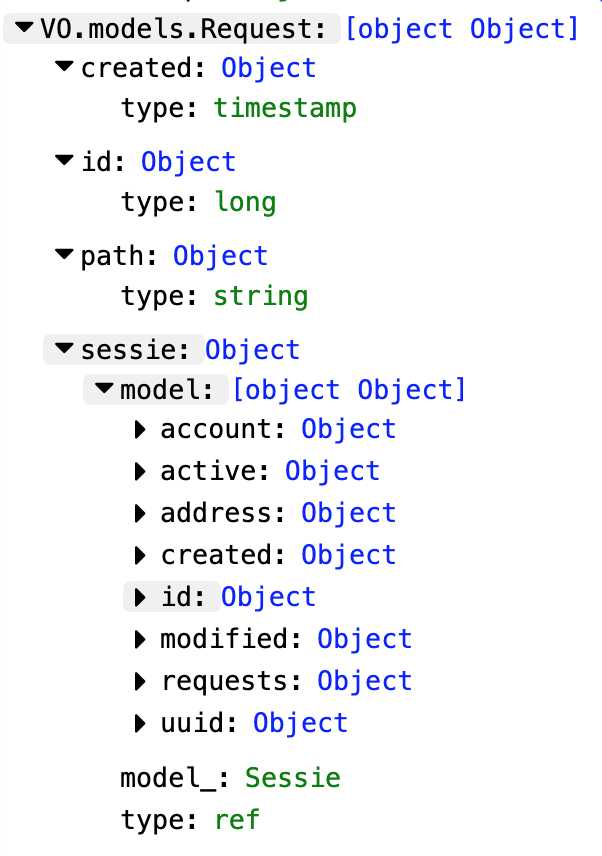 VO.models.Request: [object Object]
created: Object
type: timestamp
id: Object
type: long
path: Object
type: string
sessie: Object
model: [object Object]
account: Object
active: Object
address: Object
created: Object
id: Object
modified: Object
requests: Object
uuid: Object
model_: Sessie
type: ref